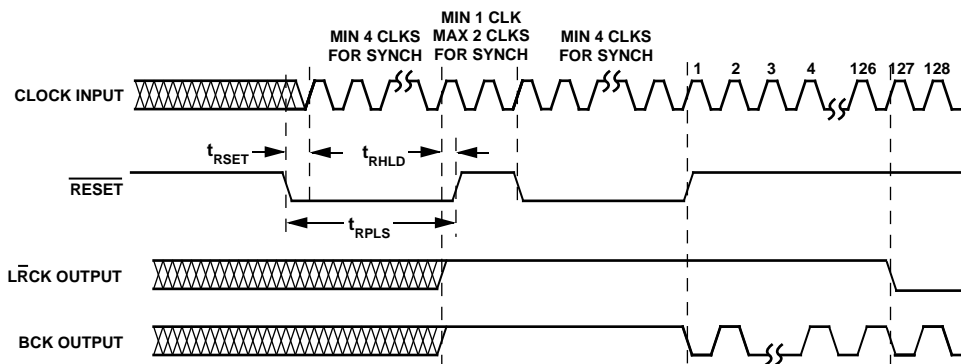 MIN 4 CLKS
FOR SYNCH
MIN 1 CLK
MAX 2 CLKS
FOR SYNCH
MIN 4 CLKS
FOR SYNCH
1 2 3 4 126 127 128
CLOCK INPUT
tRSET
tRHLD
RESET
tRPLS
LRCK OUTPUT
BCK OUTPUT